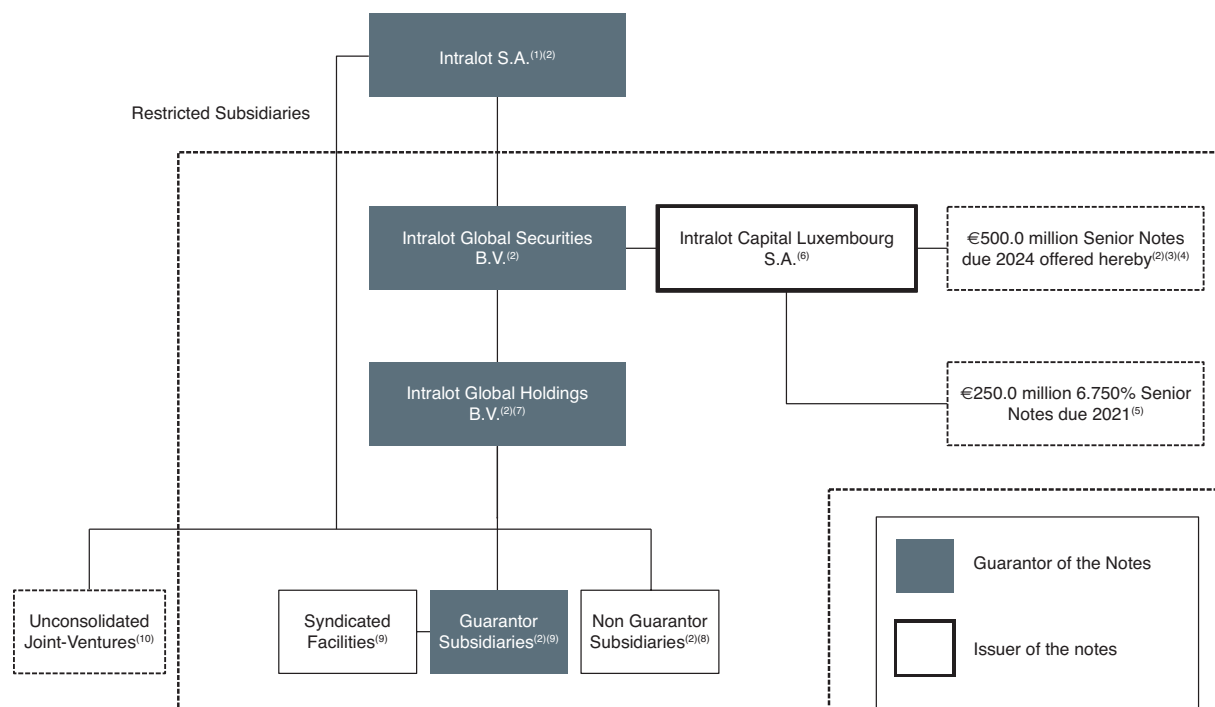 Intralot S.A.(1)(2)
Restricted Subsidiaries
Intralot Global Securities
B.V.(2)
Intralot Capital Luxembourg
S.A.(6)
€500.0 million Senior Notes
due 2024 offered hereby(2)(3)(4)
Intralot Global Holdings
B.V.(2)(7)
€250.0 million 6.750% Senior
Notes due 2021(5)
Unconsolidated
Joint-Ventures(10)
Syndicated
Facilities(9)
Guarantor
Subsidiaries(2)(9)
Non Guarantor
Subsidiaries(2)(8)
Guarantor of the Notes
Issuer of the notes